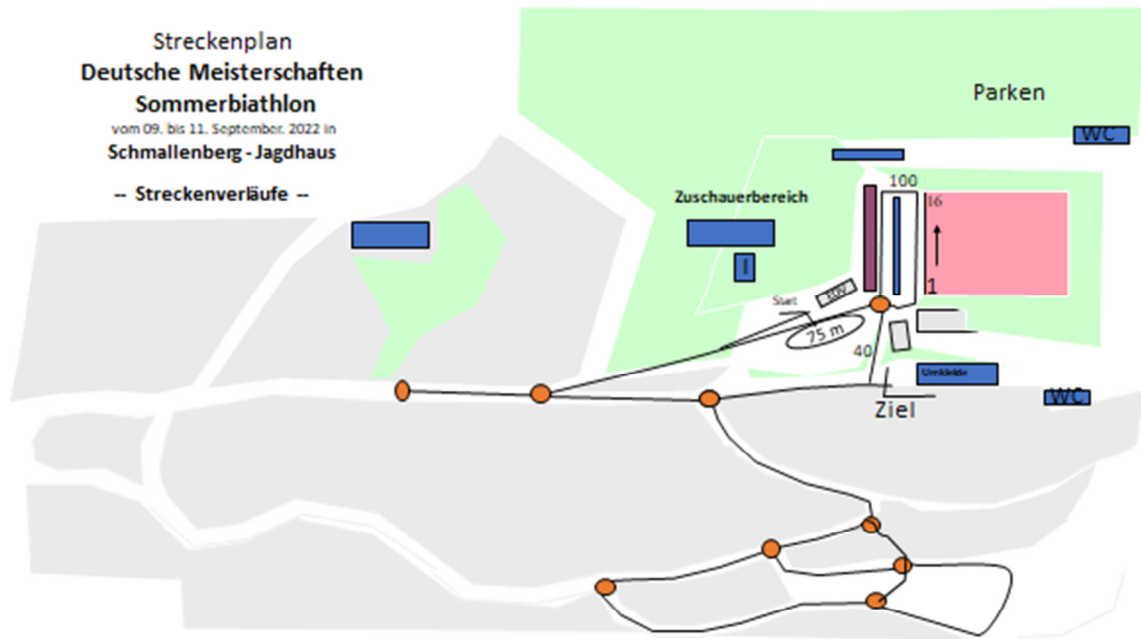 Streckenplan
Deutsche Meisterschaften
Sommerbiathlon
vom 09. bis 11. September. 2022 in
Schmallenberg - Jagdhaus
-- Streckenverläufe --
Parken
WC
Zuschauerbereich
I
100
16
1
Start
75 m
40
Umkleide
Ziel
WC